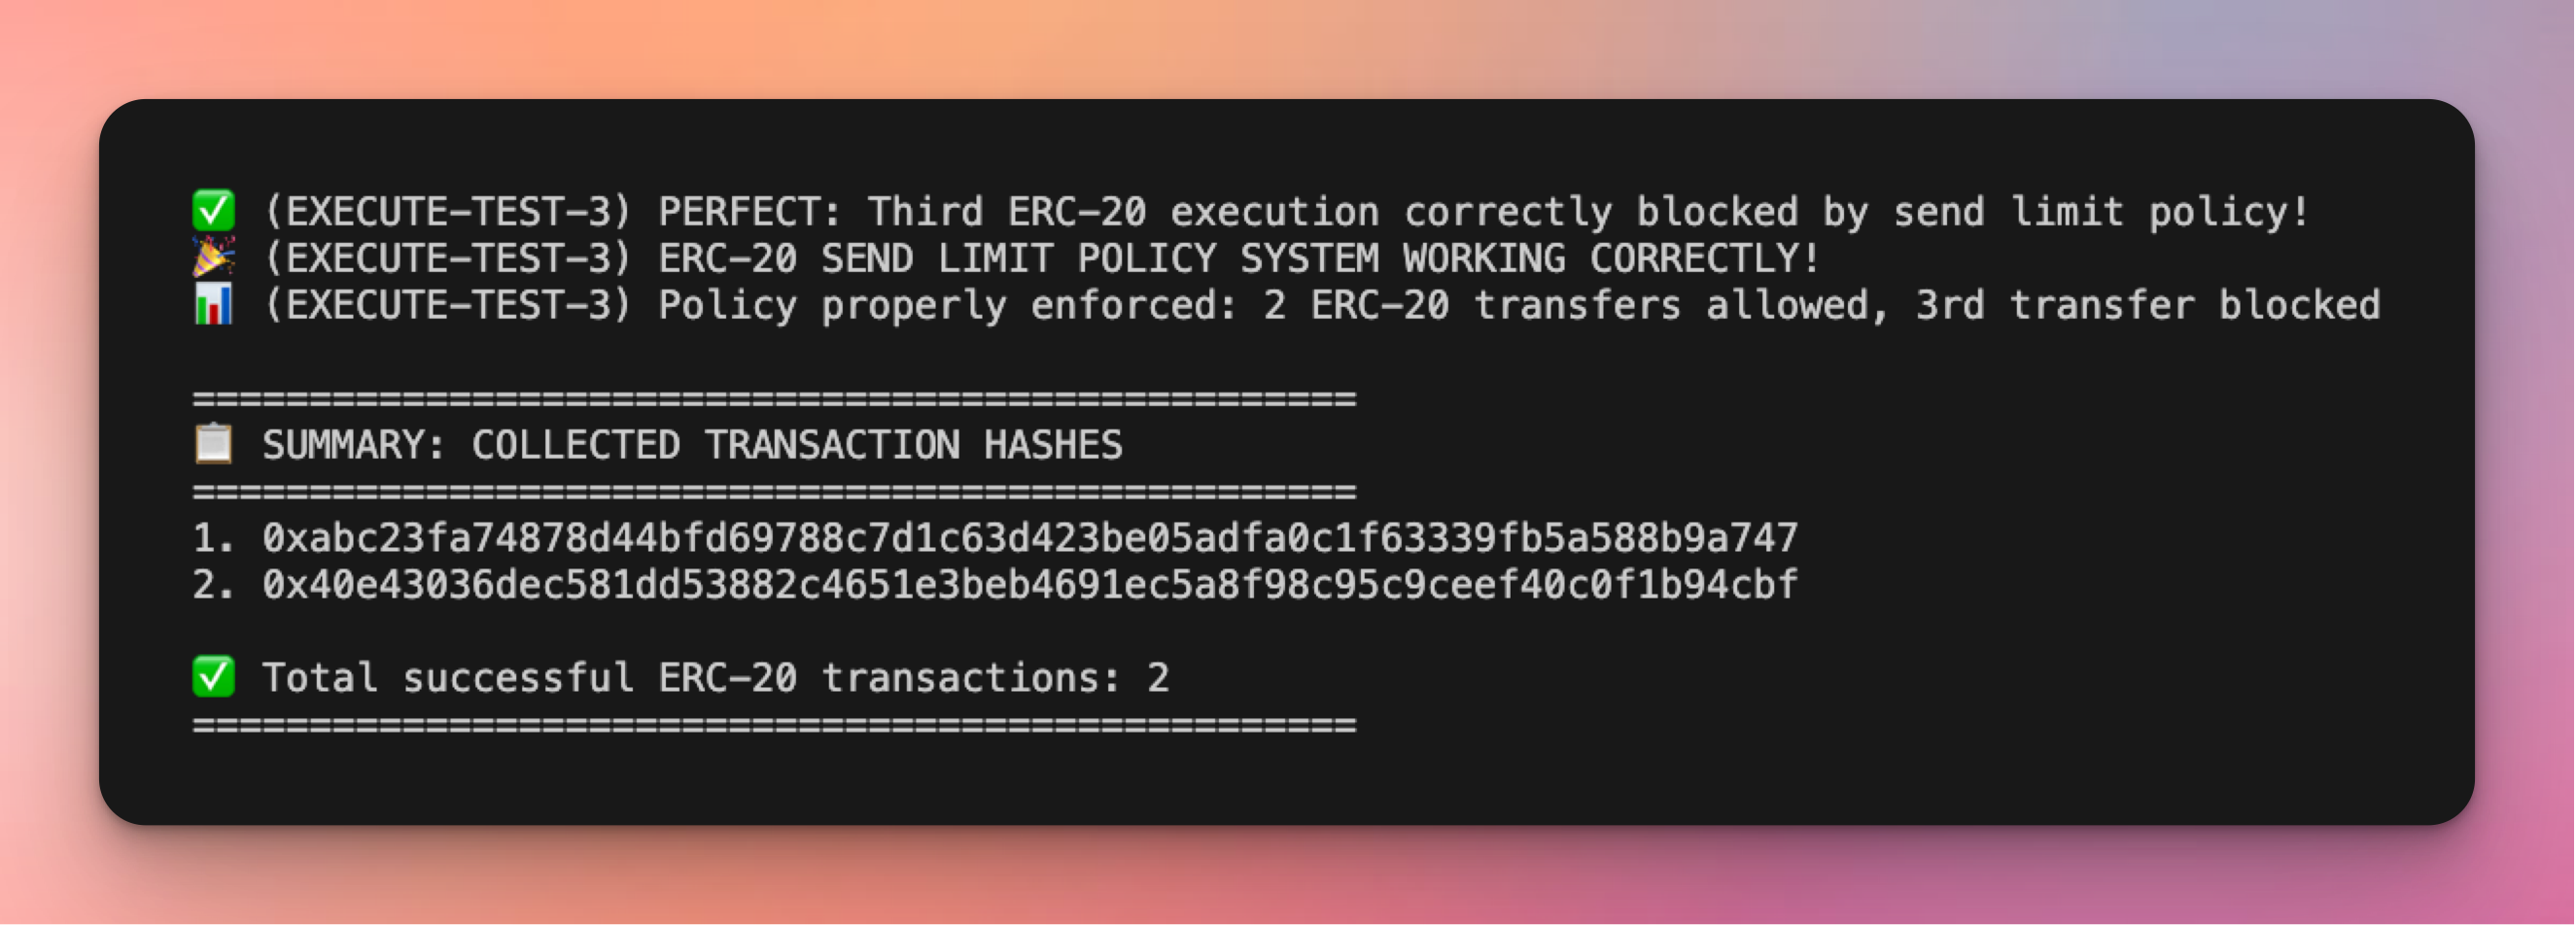 ✅ (EXECUTE-TEST-3) PERFECT: Third ERC-20 execution correctly blocked by send limit policy!
🎉 (EXECUTE-TEST-3) ERC-20 SEND LIMIT POLICY SYSTEM WORKING CORRECTLY!
📊 (EXECUTE-TEST-3) Policy properly enforced: 2 ERC-20 transfers allowed, 3rd transfer blocked
==================================================
📋 SUMMARY: COLLECTED TRANSACTION HASHES
==================================================
1. 0xabc23fa74878d44bfd69788c7d1c63d423be05adfa0c1f63339fb5a588b9a747
2. 0x40e43036dec581dd53882c4651e3beb4691ec5a8f98c95c9ceef40c0f1b94cbf
✅ Total successful ERC-20 transactions: 2
==================================================